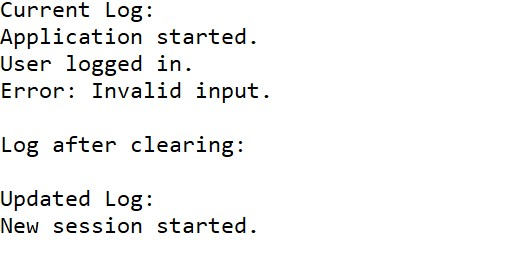 Current Log:
Application started.
User logged in.
Error: Invalid input.

Log after clearing:

Updated Log:
New session started.